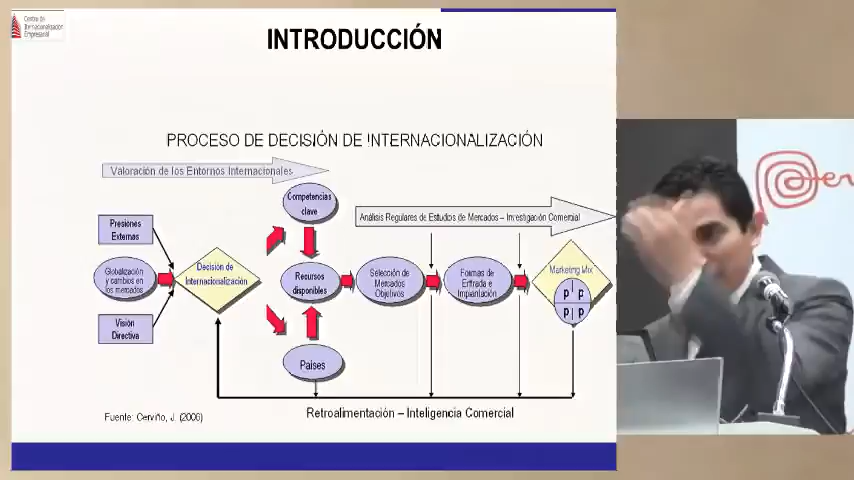 Centro de
Internacionalización
Empresarial
INTRODUCCIÓN
PROCESO DE DECISIÓN DE INTERNACIONALIZACIÓN
Valoración de los Entornos Internacionales
Competencias
clave
Análisis Regulares de Estudios de Mercados – Investigación Comercial
Presiones
Externas
Globalización
y cambios en
los mercados
Visión
Directiva
Decisión de
Internacionalización
Recursos
disponibles
Países
Selección de
Mercados
Objetivos
Formas de
Entrada e
Implantación
Marketing Mix
P P
P P
Retroalimentación – Inteligencia Comercial
Fuente: Cerviño, J. (2006)